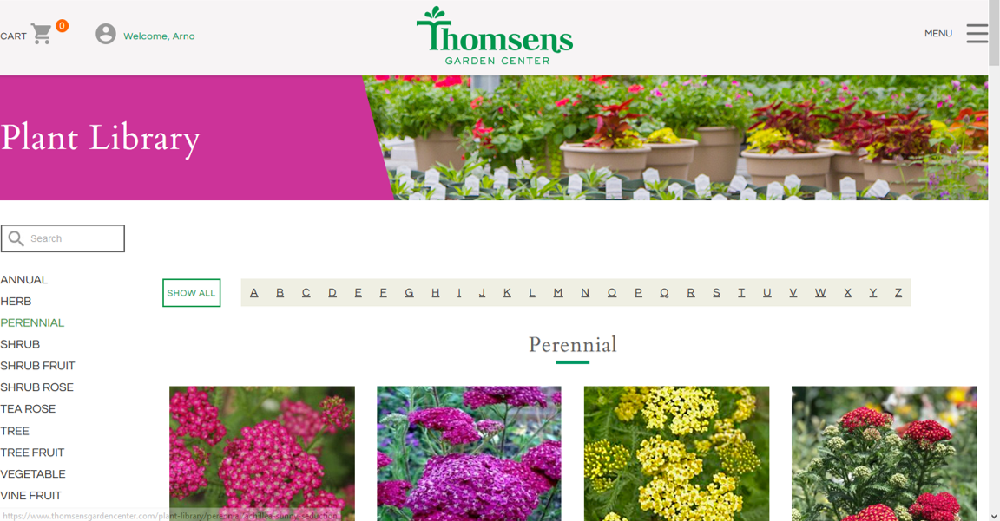 CART
0
Welcome, Arno
Thomsens
GARDEN CENTER
MENU
Plant Library
Search
ANNUAL
HERB
PERENNIAL
SHRUB
SHRUB FRUIT
SHRUB ROSE
TEA ROSE
TREE
TREE FRUIT
VEGETABLE
VINE FRUIT
SHOW ALL
A B C D E F G H I J K L M N O P Q R S T U V W X Y Z
Perennial
https://www.thomsensgardencenter.com/plant-library/perennial-achillea-sunny-seduction